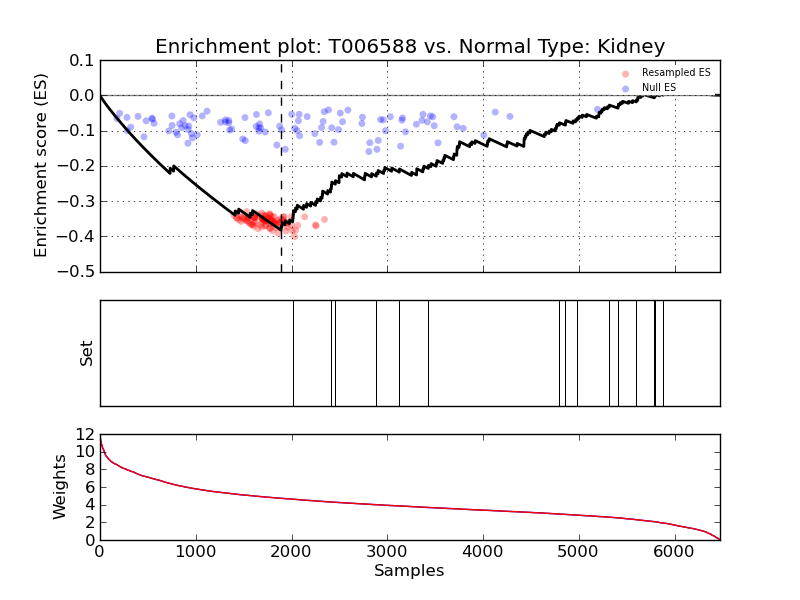 Enrichment plot: T006588 vs. Normal Type: Kidney
Enrichment score (ES)
0.1
0.0
−0.1
−0.2
−0.3
−0.4
−0.5
Resampled ES
Null ES
Set
Weights
12
10
8
6
4
2
0
0 1000 2000 3000 4000 5000 6000
Samples